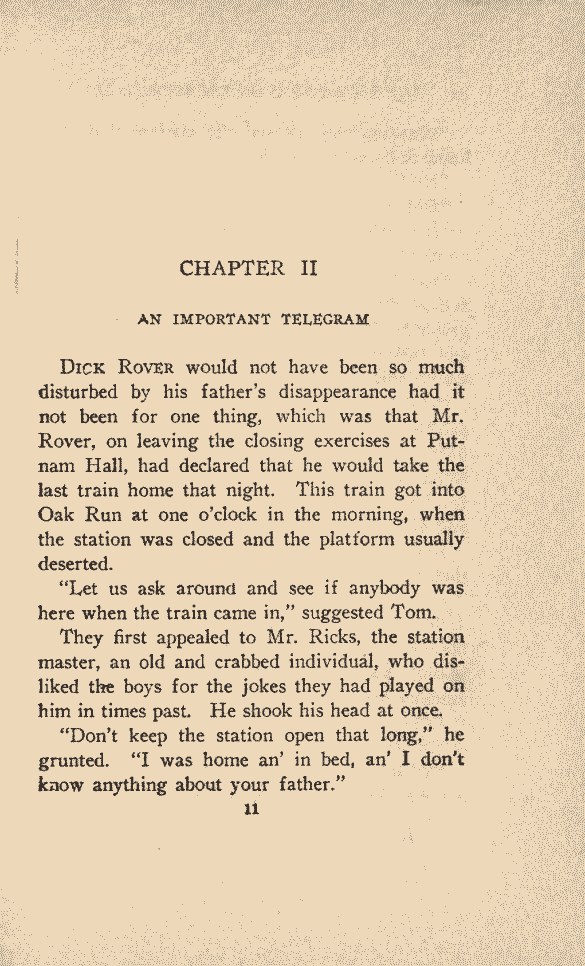 CHAPTER II
AN IMPORTANT TELEGRAM
DICK ROVER would not have been so much
disturbed by his father's disappearance had it
not been for one thing, which was that Mr.
Rover, on leaving the closing exercises at Put-
nam Hall, had declared that he would take the
last train home that night. This train got into
Oak Run at one o'clock in the morning, when
the station was closed and the platform usually
deserted.
"Let us ask around and see if anybody was
here when the train came in," suggested Tom.
They first appealed to Mr. Ricks, the station
master, an old and crabbed individual, who dis-
liked the boys for the jokes they had played on
him in times past. He shook his head at once.
"Don't keep the station open that long," he
grunted. "I was home an' in bed, an' I don't
know anything about your father."
11